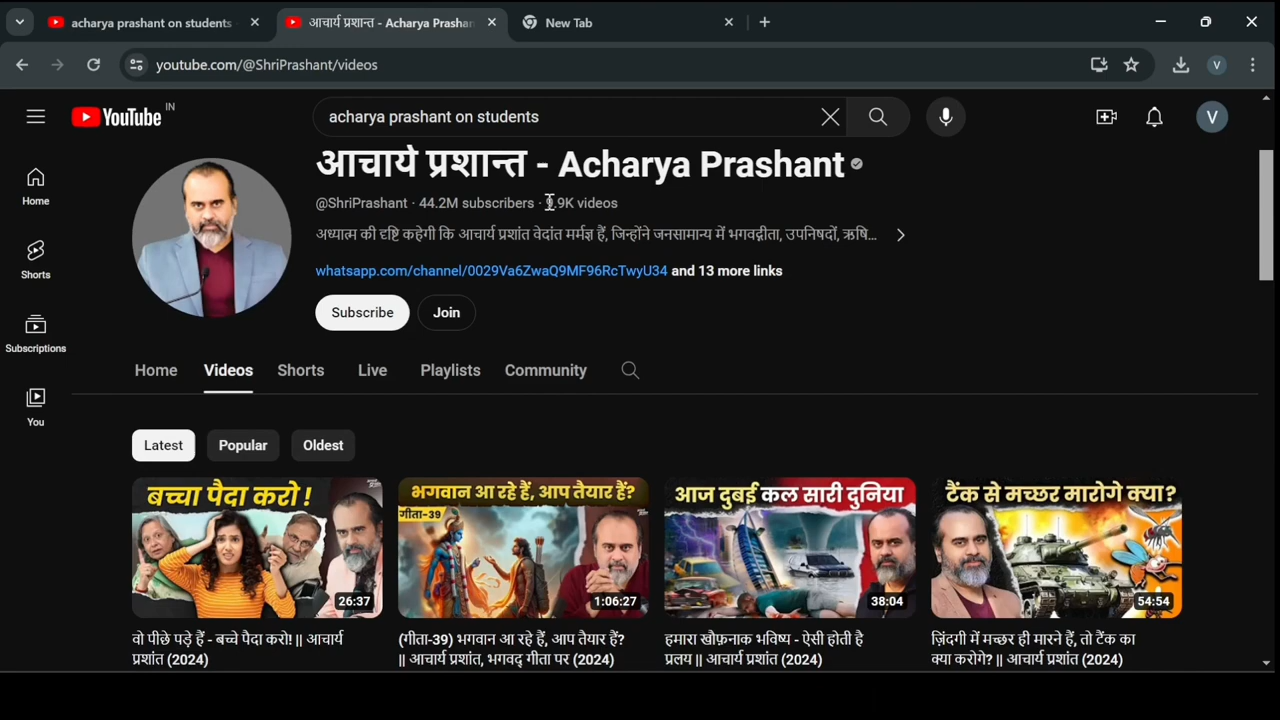 acharya prashant on students
आचार्य प्रशान्त - Acharya Prashan
New Tab
youtube.com/@ShriPrashant/videos
V
YouTube IN
acharya prashant on students
V
आचार्य प्रशान्त - Acharya Prashant
@ShriPrashant · 44.2M subscribers · 9.9K videos
अध्यात्म की दृष्टि कहेगी कि आचार्य प्रशांत वेदांत मर्मज्ञ हैं, जिन्होंने जनसामान्य में भगवद्गीता, उपनिषदों, ऋषि...
whatsapp.com/channel/0029Va6ZwaQ9MF96RcTwyU34 and 13 more links
Subscribe
Join
Home
Shorts
Subscriptions
You
Home Videos Shorts Live Playlists Community
Latest Popular Oldest
बच्चा पैदा करो!
26:37
वो पीछे पड़े हैं - बच्चे पैदा करो! || आचार्य
प्रशांत (2024)
भगवान आ रहे हैं, आप तैयार हैं?
गीता-39
1:06:27
(गीता-39) भगवान आ रहे हैं, आप तैयार हैं?
|| आचार्य प्रशांत, भगवद् गीता पर (2024)
आज दुबई कल सारी दुनिया
38:04
हमारा खौफ़नाक भविष्य - ऐसी होती है
प्रलय || आचार्य प्रशांत (2024)
टैंक से मच्छर मारोगे क्या?
54:54
ज़िंदगी में मच्छर ही मारने हैं, तो टैंक का
क्या करोगे? || आचार्य प्रशांत (2024)